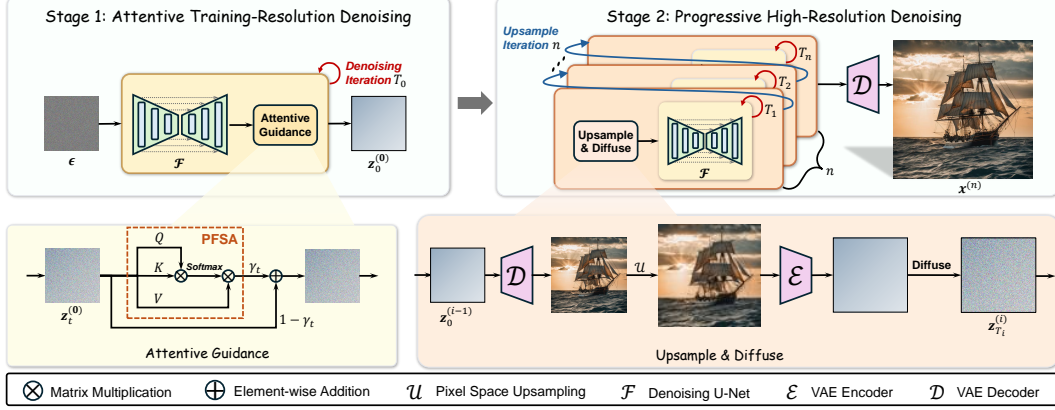 Stage 1: Attentive Training-Resolution Denoising
Denoising
Iteration T₀
Attentive
Guidance
ϵ
ℱ
𝐳₀⁽⁰⁾
Stage 2: Progressive High-Resolution Denoising
Upsample
Iteration n
Tₙ
T₂
T₁
Upsample
& Diffuse
ℱ
n
𝒟
𝒙⁽ⁿ⁾
PFSA
Q
K
Softmax
V
γₜ
1 − γₜ
𝐳ₜ⁽⁰⁾
Attentive Guidance
𝐳₀⁽ⁱ⁻¹⁾
𝒟
𝒰
ℰ
Diffuse
𝐳_{Tᵢ}⁽ⁱ⁾
Upsample & Diffuse
⊗ Matrix Multiplication ⊕ Element-wise Addition 𝒰 Pixel Space Upsampling ℱ Denoising U-Net ℰ VAE Encoder 𝒟 VAE Decoder